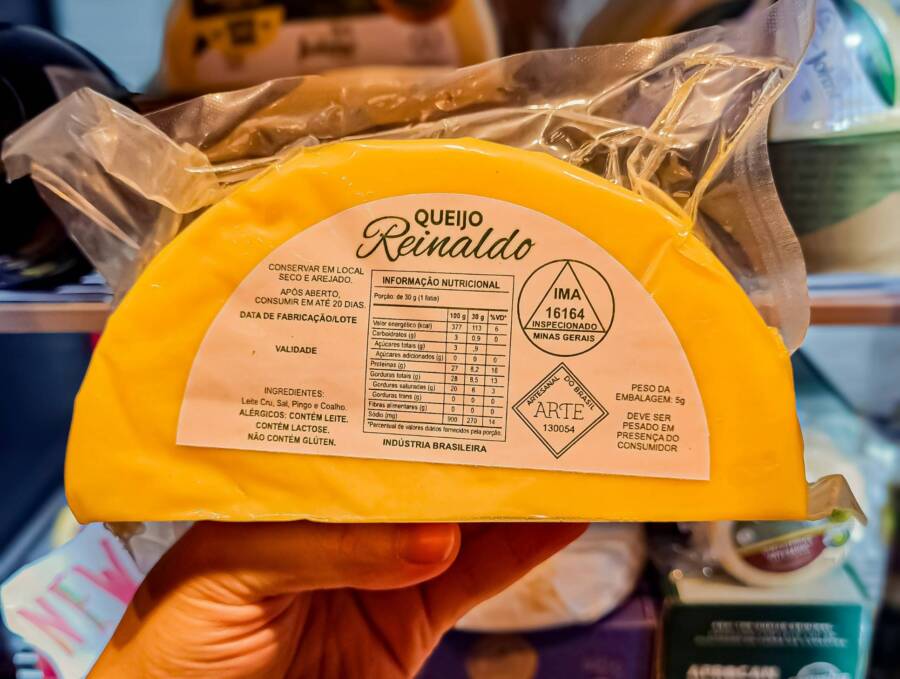 QUEIJO
Reinaldo
CONSERVAR EM LOCAL
SECO E AREJADO.
APÓS ABERTO,
CONSUMIR EM ATÉ 20 DIAS.
DATA DE FABRICAÇÃO/LOTE
VALIDADE
INGREDIENTES:
Leite Cru, Sal, Pingo e Coalho.
ALÉRGICOS: CONTÉM LEITE.
CONTÉM LACTOSE.
NÃO CONTÉM GLÚTEN.
INFORMAÇÃO NUTRICIONAL
Porção: de 30 g (1 fatia)
100 g 30 g %VD*
Valor energético (kcal) 377 113 6
Carboidratos (g) 3 0,9 0
Açúcares totais (g) 3 ,9
Açúcares adicionados (g) 0 0 0
Proteínas (g) 27 8,2 16
Gorduras totais (g) 28 8,5 13
Gorduras saturadas (g) 20 6 3
Gorduras trans (g) 0 0 0
Fibras alimentares (g) 0 0 0
Sódio (mg) 900 270 14
*Percentual de valores diários fornecidos pela porção.
INDÚSTRIA BRASILEIRA
IMA
16164
INSPECIONADO
MINAS GERAIS
ARTESANAL DO BRASIL
ARTE
130054
PESO DA
EMBALAGEM: 5g
DEVE SER
PESADO EM
PRESENÇA DO
CONSUMIDOR
NEW